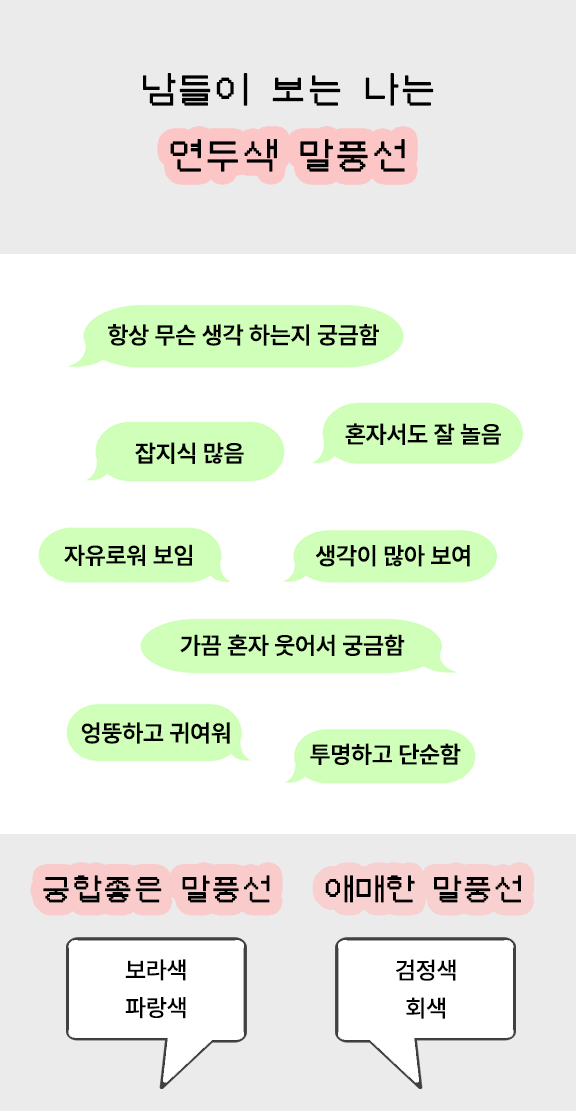 남들이 보는 나는
연두색 말풍선
항상 무슨 생각 하는지 궁금함
혼자서도 잘 놀음
잡지식 많음
자유로워 보임
생각이 많아 보여
가끔 혼자 웃어서 궁금함
엉뚱하고 귀여워
투명하고 단순함
궁합좋은 말풍선
보라색
파랑색
애매한 말풍선
검정색
회색